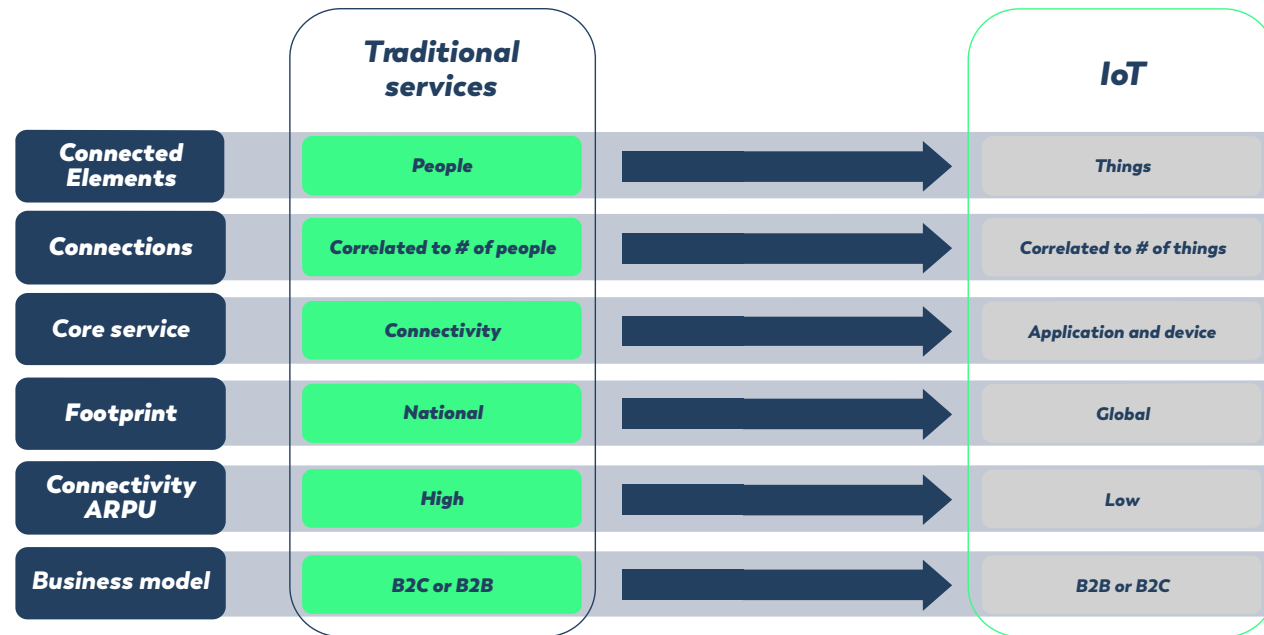 Traditional
services
IoT
Connected
Elements
People
Things
Connections
Correlated to # of people
Correlated to # of things
Core service
Connectivity
Application and device
Footprint
National
Global
Connectivity
ARPU
High
Low
Business model
B2C or B2B
B2B or B2C